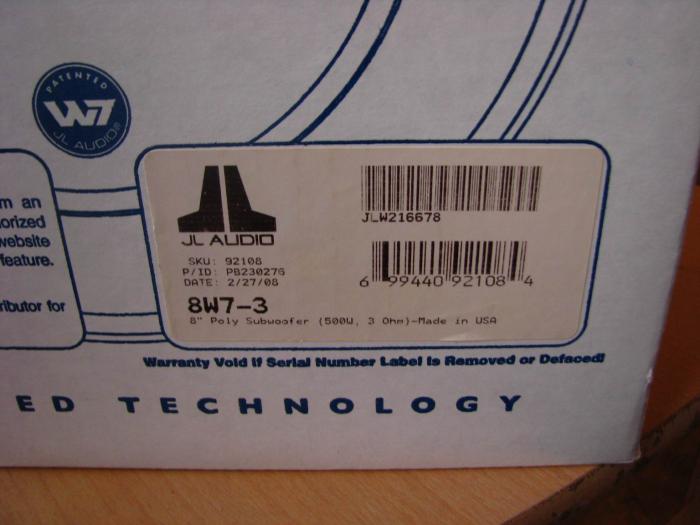 PATENTED
W7
JL AUDIO®
m an
orized
website
feature.
ributor for
JL AUDIO
SKU: 92108
P/ID: PB230276
DATE: 2/27/08
8W7-3
8" Poly Subwoofer (500W, 3 Ohm)-Made in USA
JLW216678
6 99440 92108 4
Warranty Void If Serial Number Label Is Removed or Defaced!
ED TECHNOLOGY